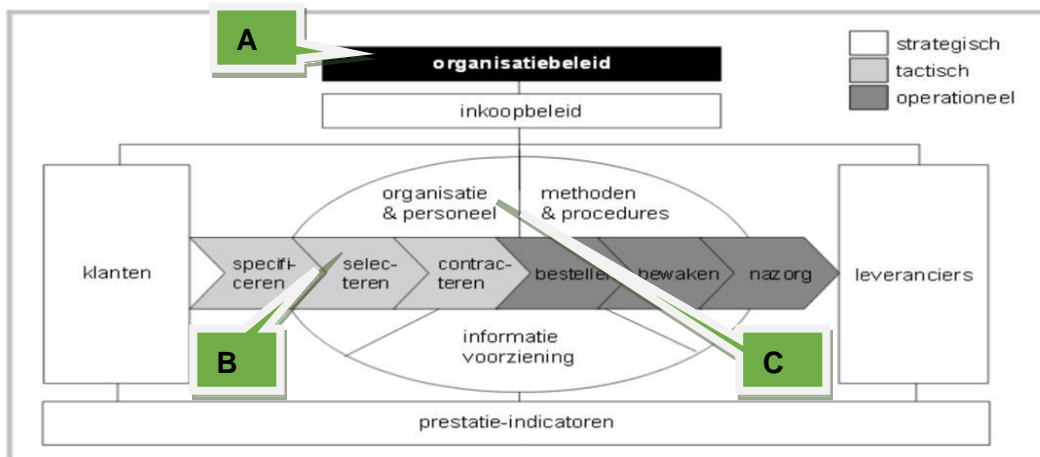 A
organisatiebeleid
strategisch
tactisch
operationeel
inkoopbeleid
organisatie
& personeel
methoden
& procedures
klanten
specifi-
ceren
selec-
teren
contrac-
teren
bestellen
bewaken
nazorg
leveranciers
informatie
voorziening
B
C
prestatie-indicatoren